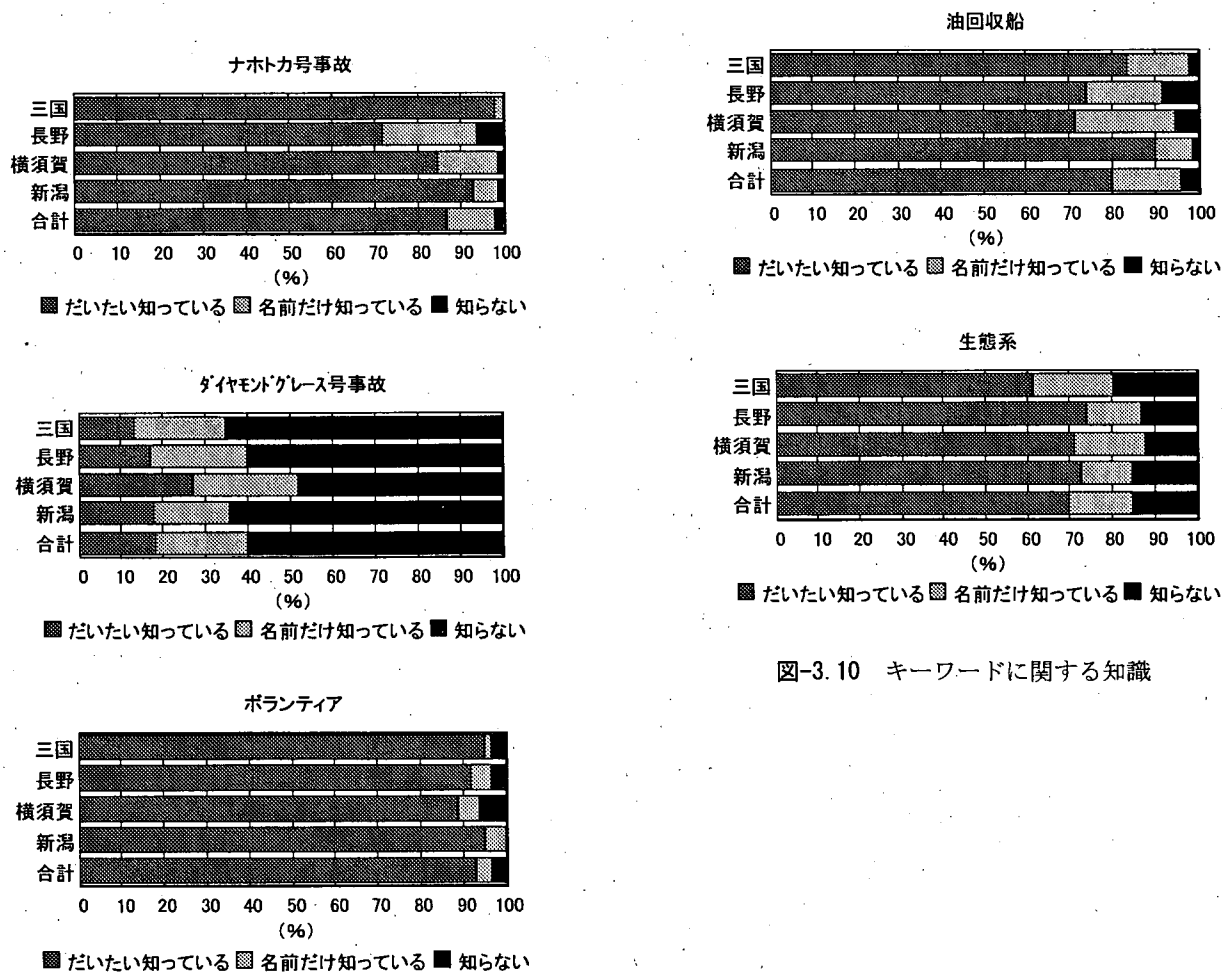 ナホトカ号事故
三国
長野
横須賀
新潟
合計
0 10 20 30 40 50 60 70 80 90 100
(%)
だいたい知っている 名前だけ知っている 知らない
ダイヤモンドグレース号事故
三国
長野
横須賀
新潟
合計
0 10 20 30 40 50 60 70 80 90 100
(%)
だいたい知っている 名前だけ知っている 知らない
ボランティア
三国
長野
横須賀
新潟
合計
0 10 20 30 40 50 60 70 80 90 100
(%)
だいたい知っている 名前だけ知っている 知らない
油回収船
三国
長野
横須賀
新潟
合計
0 10 20 30 40 50 60 70 80 90 100
(%)
だいたい知っている 名前だけ知っている 知らない
生態系
三国
長野
横須賀
新潟
合計
0 10 20 30 40 50 60 70 80 90 100
(%)
だいたい知っている 名前だけ知っている 知らない
図-3.10 キーワードに関する知識